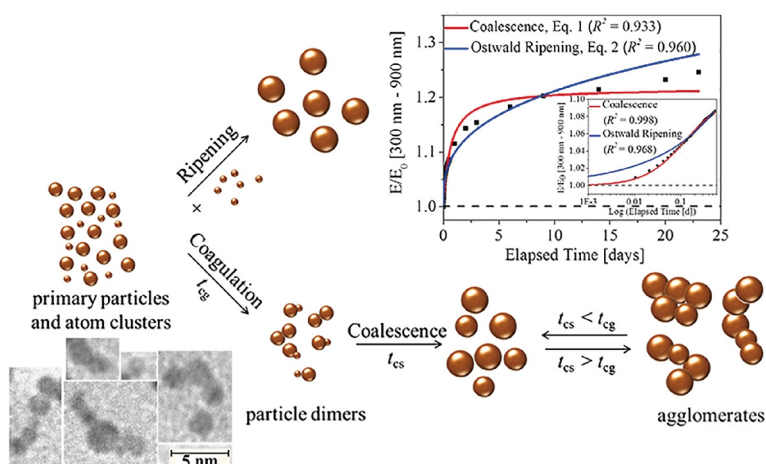 Ripening
×
Coagulation
t_cg
primary particles
and atom clusters
5 nm
particle dimers
Coalescence
t_cs
t_cs < t_cg
t_cs > t_cg
agglomerates
E/E₀ [300 nm - 900 nm]
1.3
1.2
1.1
1.0
Coalescence, Eq. 1 (R² = 0.933)
Ostwald Ripening, Eq. 2 (R² = 0.960)
0
5
10
15
20
25
Elapsed Time [days]
E/E₀ [300 nm - 900 nm]
1.10
1.08
1.06
1.04
1.02
1.00
Coalescence
(R² = 0.998)
Ostwald Ripening
(R² = 0.968)
1E-3
0.01
0.1
Log (Elapsed Time [d])